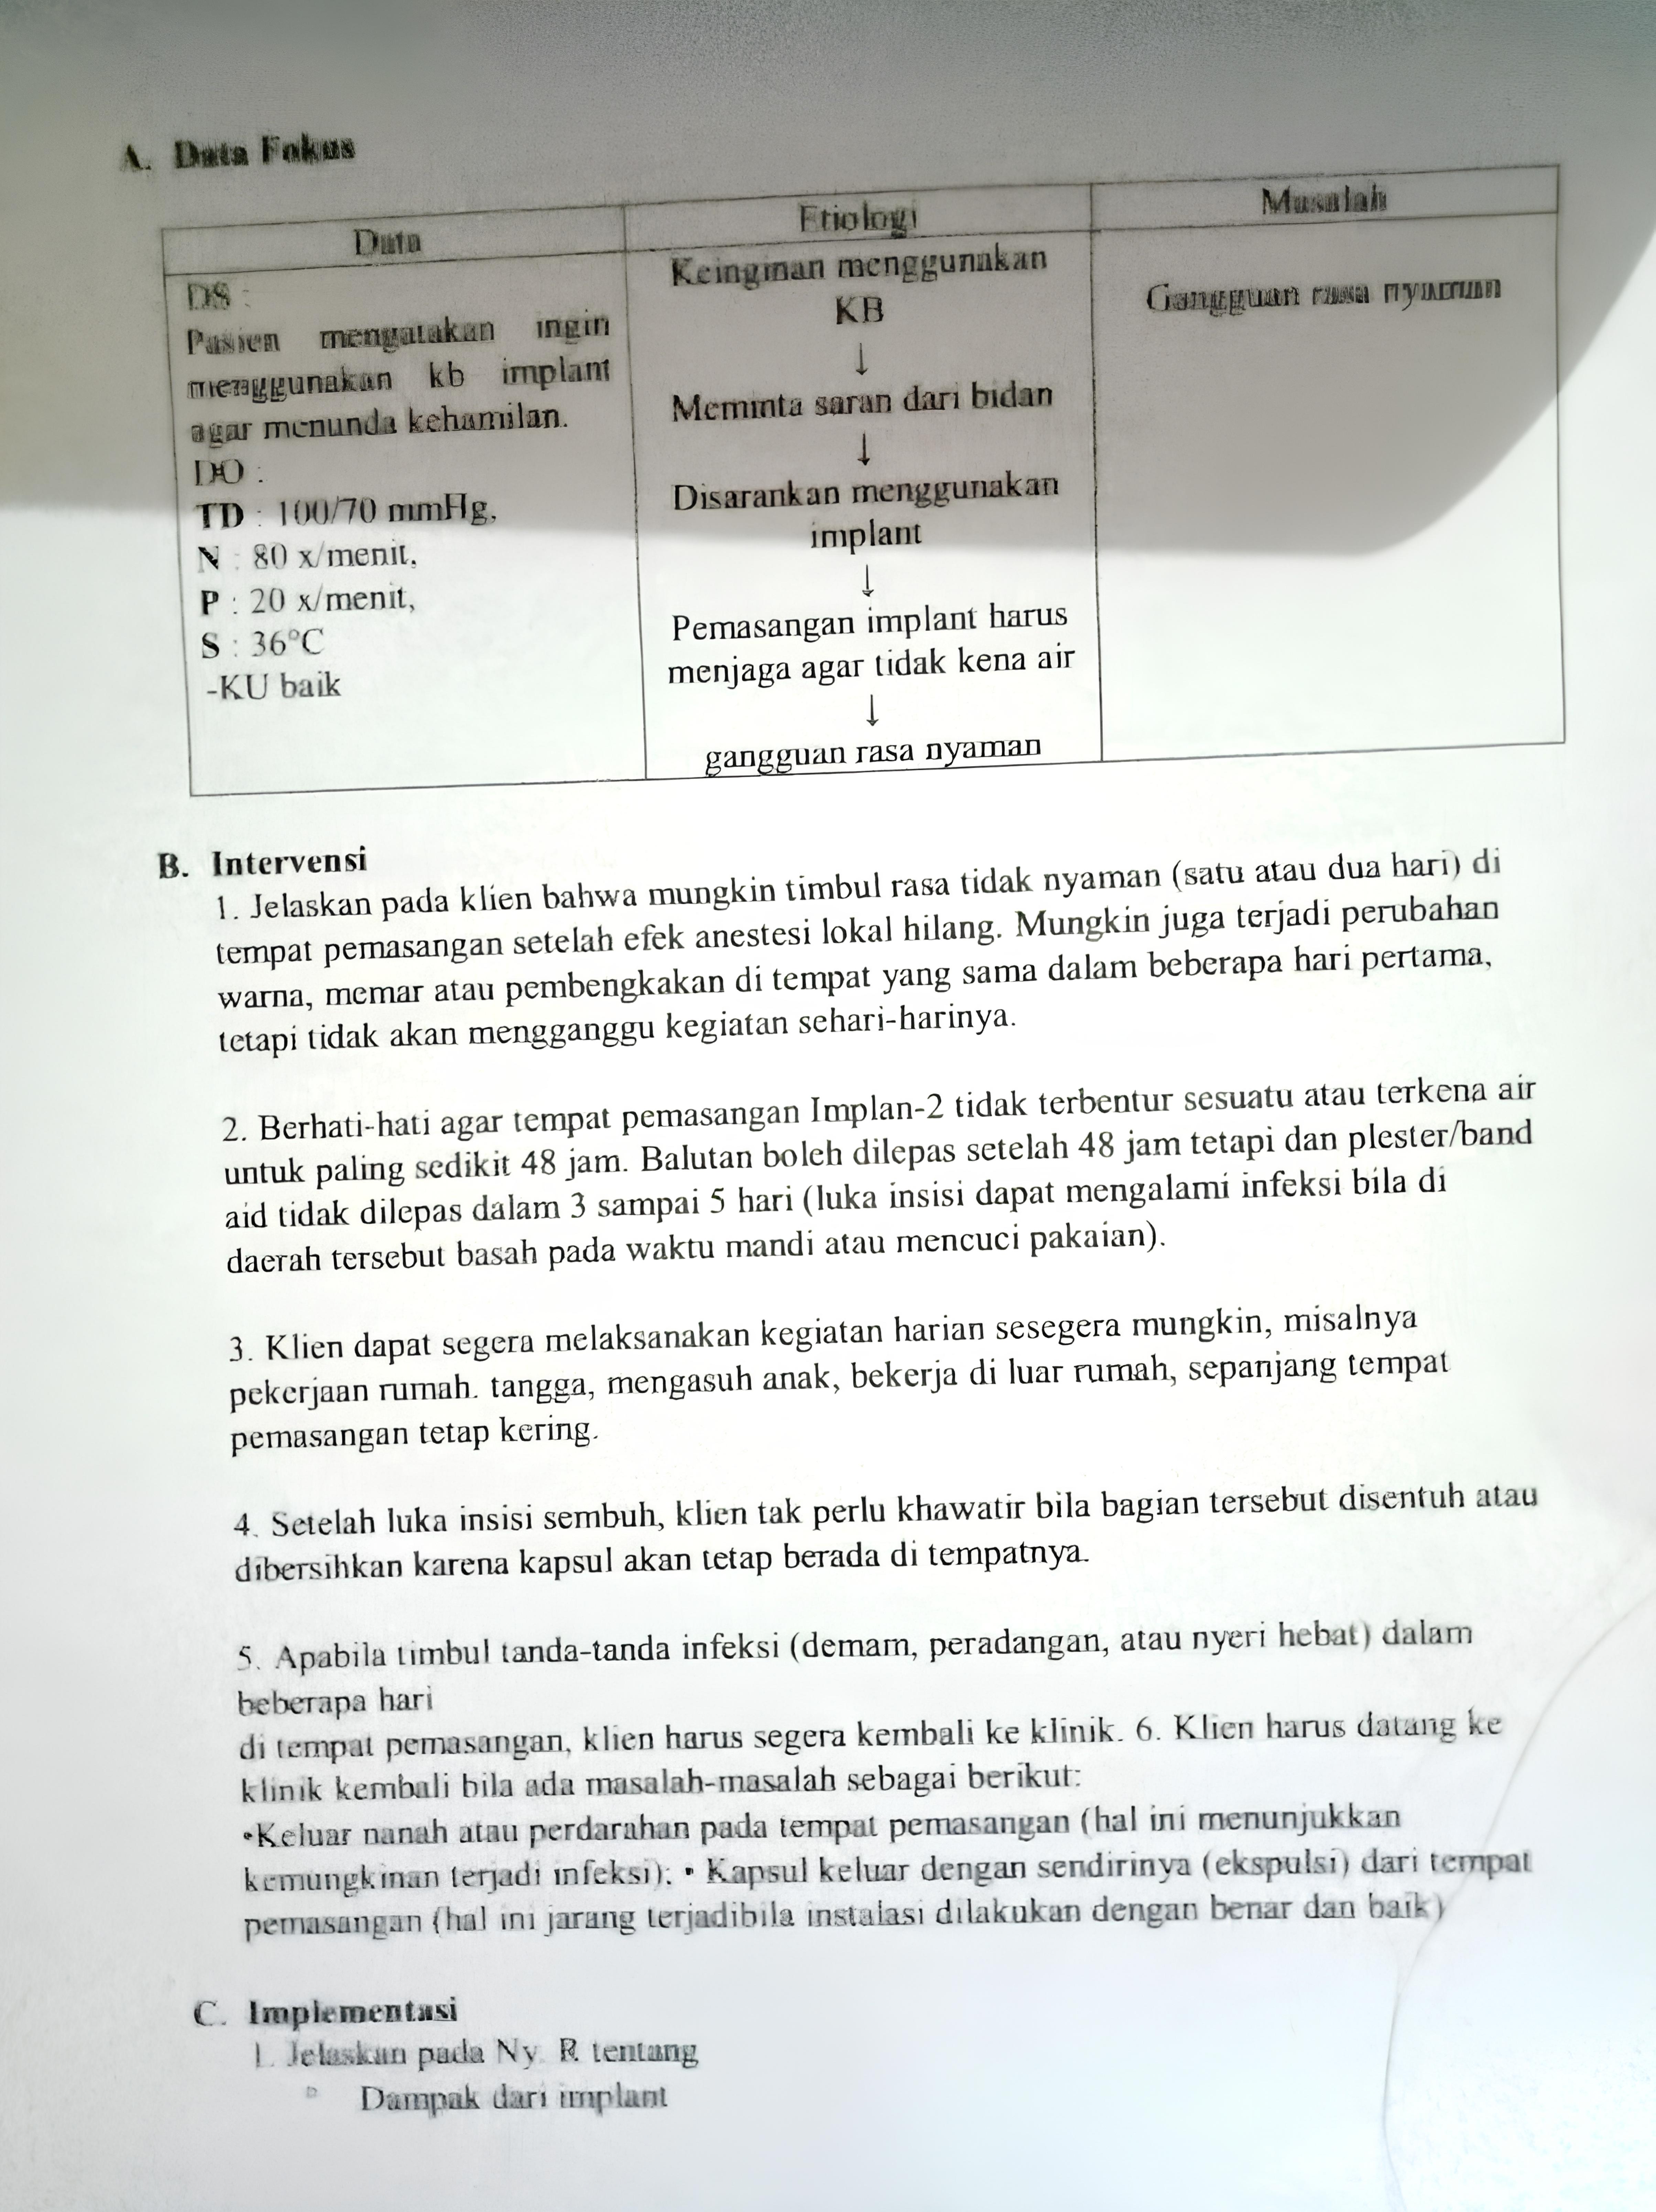 A. Data Fokus
Data
Etiologi
Masalah
DS :
Pasien mengatakan ingin
menggunakan kb implant
agar menunda kehamilan.
DO :
TD : 100/70 mmHg,
N : 80 x/menit,
P : 20 x/menit,
S : 36°C
-KU baik
Keinginan menggunakan
KB
↓
Meminta saran dari bidan
↓
Disarankan menggunakan
implant
↓
Pemasangan implant harus
menjaga agar tidak kena air
↓
gangguan rasa nyaman
Gangguan rasa nyaman
B. Intervensi
1. Jelaskan pada klien bahwa mungkin timbul rasa tidak nyaman (satu atau dua hari) di
tempat pemasangan setelah efek anestesi lokal hilang. Mungkin juga terjadi perubahan
warna, memar atau pembengkakan di tempat yang sama dalam beberapa hari pertama,
tetapi tidak akan mengganggu kegiatan sehari-harinya.
2. Berhati-hati agar tempat pemasangan Implan-2 tidak terbentur sesuatu atau terkena air
untuk paling sedikit 48 jam. Balutan boleh dilepas setelah 48 jam tetapi dan plester/band
aid tidak dilepas dalam 3 sampai 5 hari (luka insisi dapat mengalami infeksi bila di
daerah tersebut basah pada waktu mandi atau mencuci pakaian).
3. Klien dapat segera melaksanakan kegiatan harian sesegera mungkin, misalnya
pekerjaan rumah. tangga, mengasuh anak, bekerja di luar rumah, sepanjang tempat
pemasangan tetap kering.
4. Setelah luka insisi sembuh, klien tak perlu khawatir bila bagian tersebut disentuh atau
dibersihkan karena kapsul akan tetap berada di tempatnya.
5. Apabila timbul tanda-tanda infeksi (demam, peradangan, atau nyeri hebat) dalam
beberapa hari
di tempat pemasangan, klien harus segera kembali ke klinik. 6. Klien harus datang ke
klinik kembali bila ada masalah-masalah sebagai berikut:
•Keluar nanah atau perdarahan pada tempat pemasangan (hal ini menunjukkan
kemungkinan terjadi infeksi); • Kapsul keluar dengan sendirinya (ekspulsi) dari tempat
pemasangan (hal ini jarang terjadibila instalasi dilakukan dengan benar dan baik)
C. Implementasi
1. Jelaskan pada Ny. R tentang
Dampak dari implant